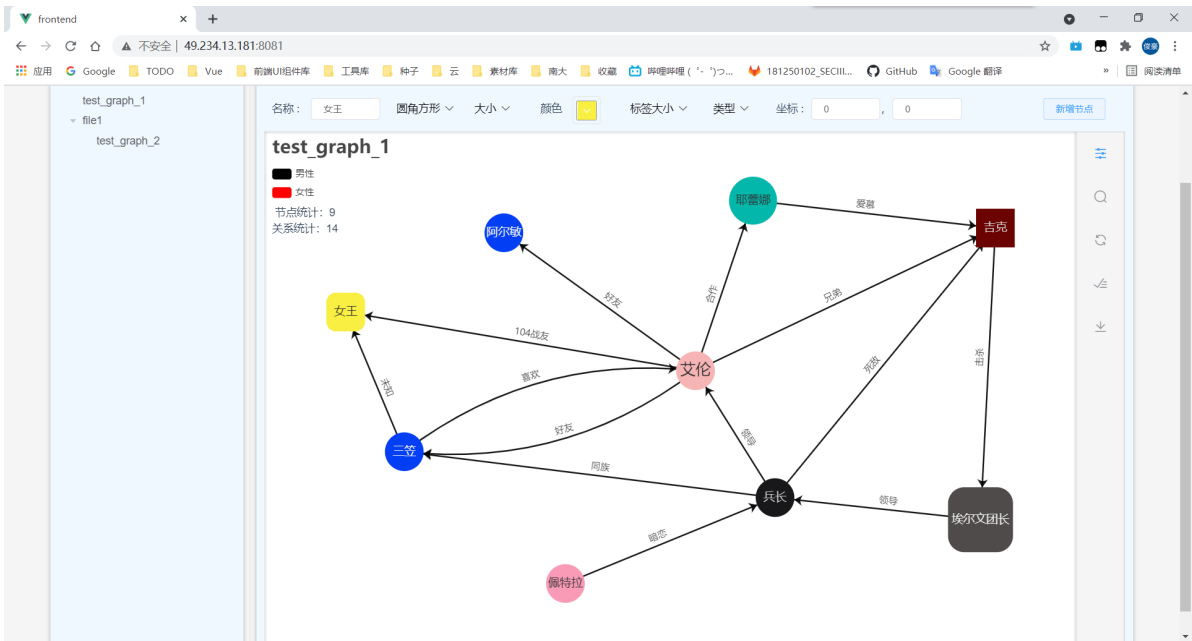 frontend
不安全 | 49.234.13.181:8081
应用 Google TODO Vue 前端UI组件库 工具库 种子 云 素材库 南大 收藏 哔哩哔哩 ( ゜- ゜)つ... 181250102_SECIII... GitHub Google 翻译 » 阅读清单
test_graph_1
file1
test_graph_2
名称： 女王 圆角方形 大小 颜色 标签大小 类型 坐标： 0 , 0 新增节点
test_graph_1
男性
女性
节点统计：9
关系统计：14
耶蕾娜
爱慕
吉克
阿尔敏
好友
合作
兄弟
女王
104战友
艾伦
未知
喜欢
死敌
击杀
好友
领导
三笠
同族
兵长
领导
埃尔文团长
暗恋
佩特拉